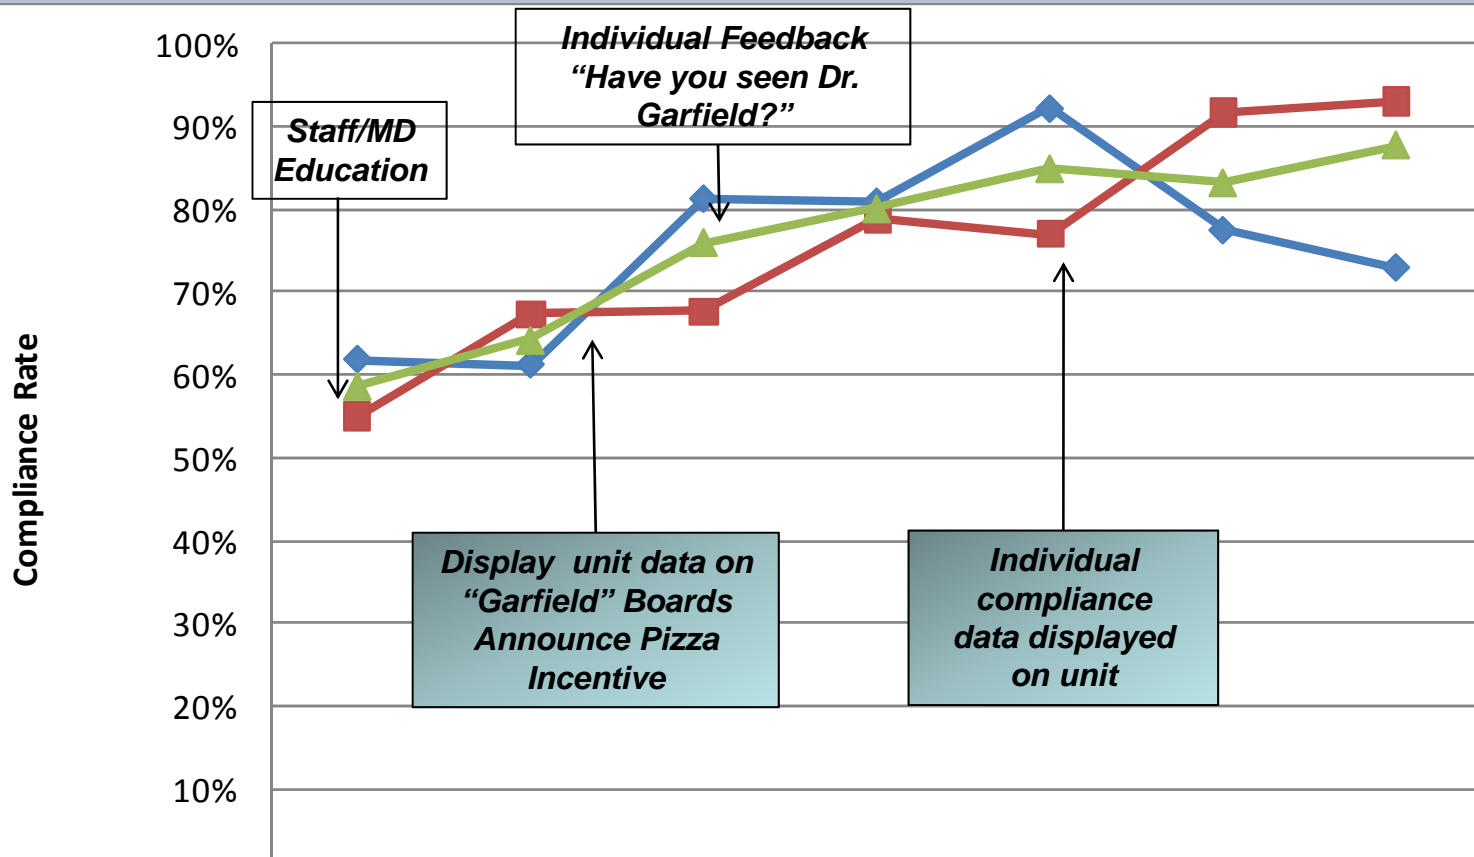 100%
90%
80%
70%
60%
50%
40%
30%
20%
10%
Compliance Rate
Staff/MD
Education
Individual Feedback
“Have you seen Dr.
Garfield?”
Display unit data on
“Garfield” Boards
Announce Pizza
Incentive
Individual
compliance
data displayed
on unit